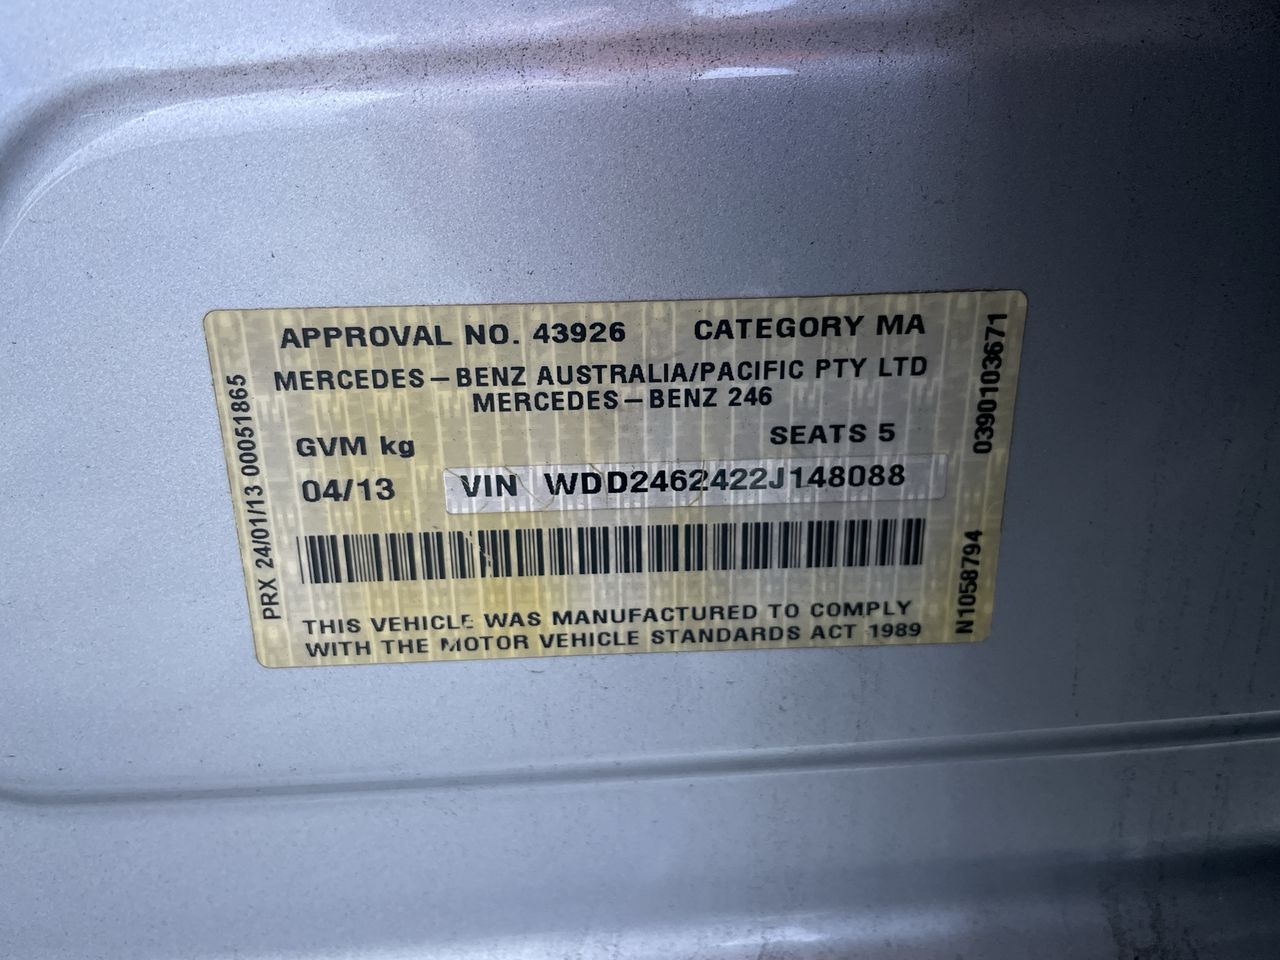 APPROVAL NO. 43926 CATEGORY MA
MERCEDES-BENZ AUSTRALIA/PACIFIC PTY LTD
MERCEDES-BENZ 246
GVM kg SEATS 5
04/13 VIN WDD2462422J148088
THIS VEHICLE WAS MANUFACTURED TO COMPLY
WITH THE MOTOR VEHICLE STANDARDS ACT 1989
PRX 24/01/13 00051865
0390103671
N1058794